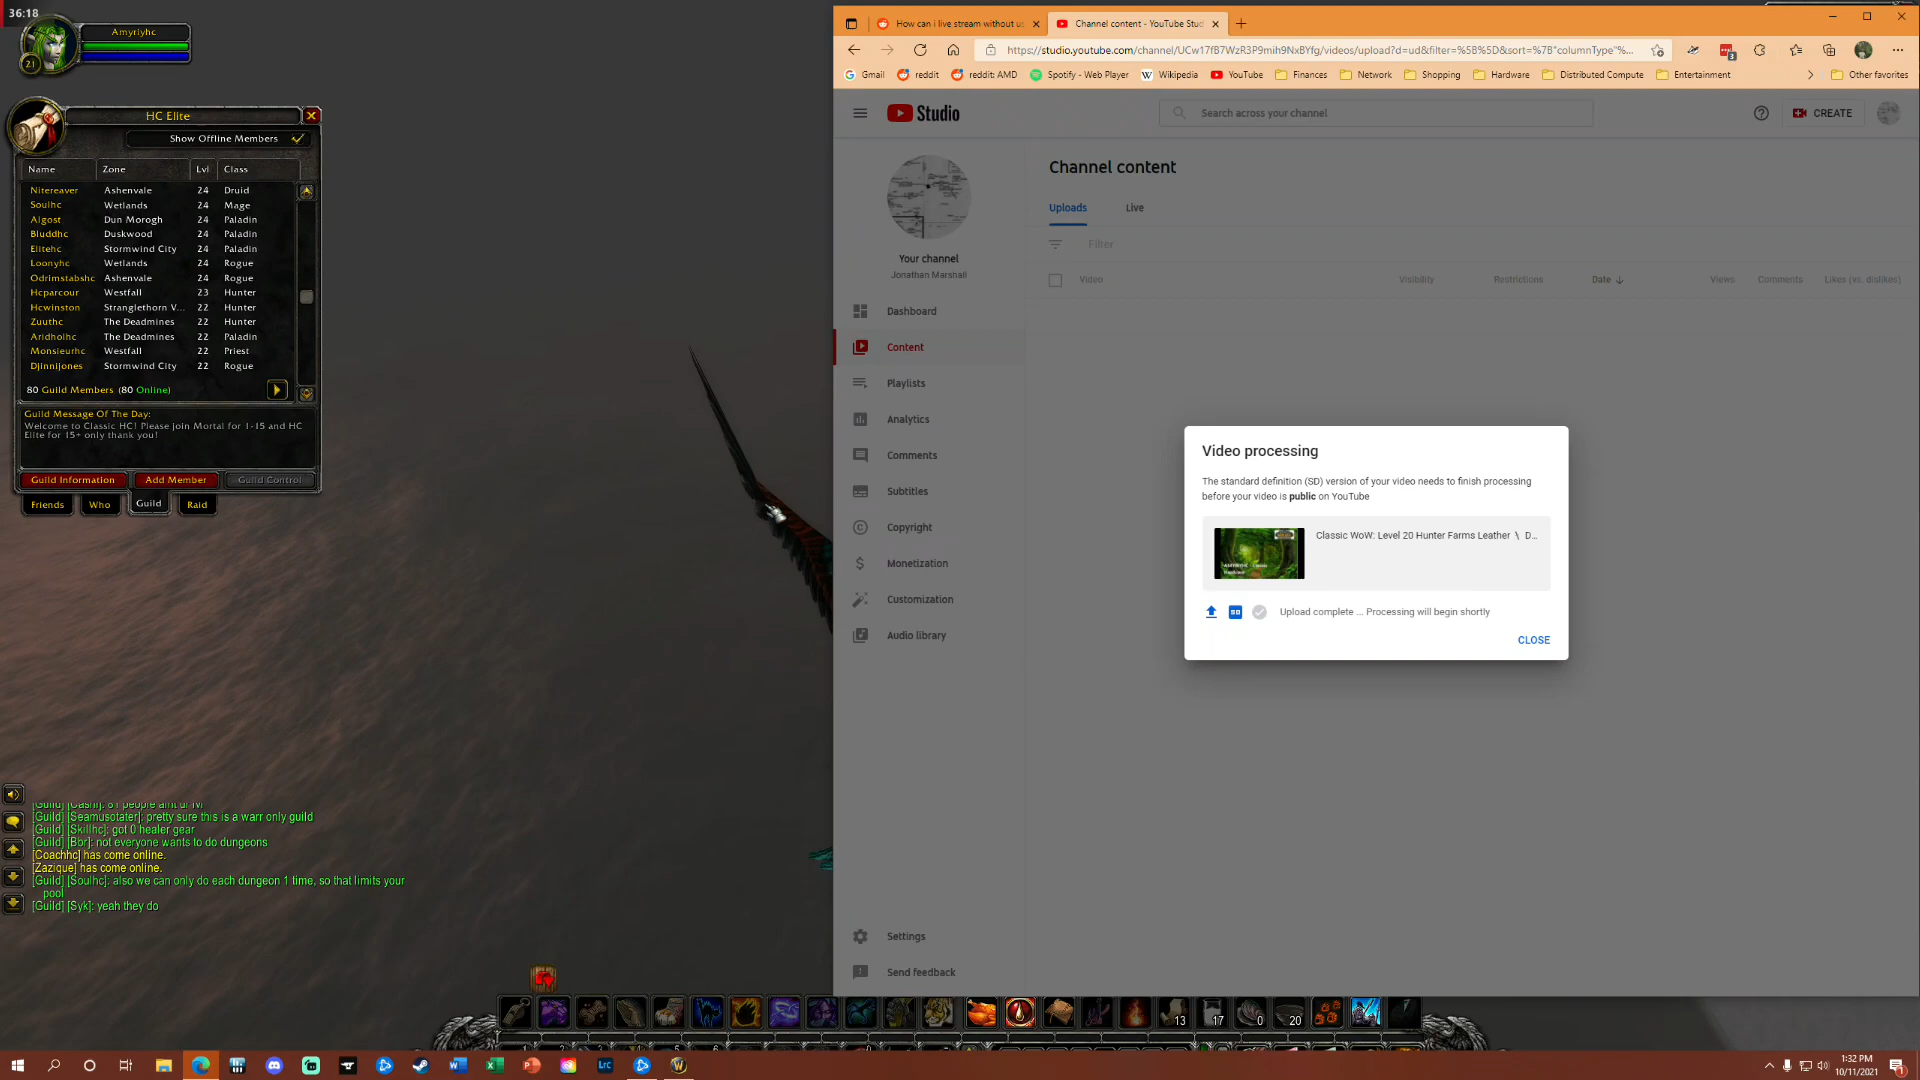 36:18
Amyrlyhc
21
HC Elite
Show Offline Members
Name Zone Lvl Class
Nitereaver Ashenvale 24 Druid
Soulhc Wetlands 24 Mage
Algost Dun Morogh 24 Paladin
Bluddhc Duskwood 24 Paladin
Elitehc Stormwind City 24 Paladin
Loonyhc Wetlands 24 Rogue
Odrimstabshc Ashenvale 24 Rogue
Hcparcour Westfall 23 Hunter
Hcwinston Stranglethorn V... 22 Hunter
Zuuthc The Deadmines 22 Hunter
Aridholhc The Deadmines 22 Paladin
Monsieurhc Westfall 22 Priest
Djinnijones Stormwind City 22 Rogue
80 Guild Members (80 Online)
Guild Message Of The Day:
Welcome to Classic HC! Please join Mortal for 1-15 and HC
Elite for 15+ only thank you!
Guild Information Add Member Guild Control
Friends Who Guild Raid
[Guild] [Seamusotater]: pretty sure this is a warr only guild
[Guild] [Skillhc]: got 0 healer gear
[Guild] [Bbr]: not everyone wants to do dungeons
[Coachhc] has come online.
[Zazique] has come online.
[Guild] [Soulhc]: also we can only do each dungeon 1 time, so that limits your
pool
[Guild] [Syk]: yeah they do
How can i live stream without us
Channel content - YouTube Stud
https://studio.youtube.com/channel/UCw17fB7WzR3P9mih9NxBYfg/videos/upload?d=ud&filter=%5B%5D&sort=%7B"columnType"%...
3
Gmail reddit reddit: AMD Spotify - Web Player Wikipedia YouTube Finances Network Shopping Hardware Distributed Compute Entertainment Other favorites
Studio
Search across your channel
CREATE
Your channel
Jonathan Marshall
Dashboard
Content
Playlists
Analytics
Comments
Subtitles
Copyright
Monetization
Customization
Audio library
Settings
Send feedback
Channel content
Uploads Live
Filter
Video Visibility Restrictions Date Views Comments Likes (vs. dislikes)
Video processing
The standard definition (SD) version of your video needs to finish processing
before your video is public on YouTube
Classic WoW: Level 20 Hunter Farms Leather \ D...
SD
Upload complete ... Processing will begin shortly
CLOSE
13 17 0 20
LrC
1:32 PM
10/11/2021
1